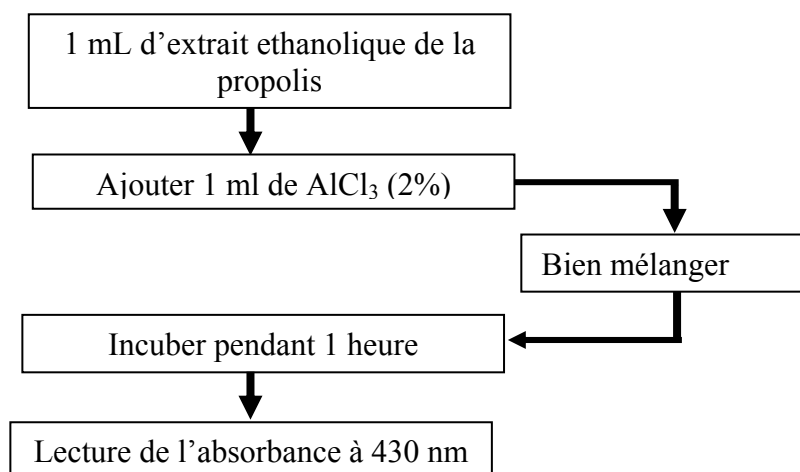 1 mL d’extrait ethanolique de la
propolis
Ajouter 1 ml de AlCl₃ (2%)
Bien mélanger
Incuber pendant 1 heure
Lecture de l’absorbance à 430 nm